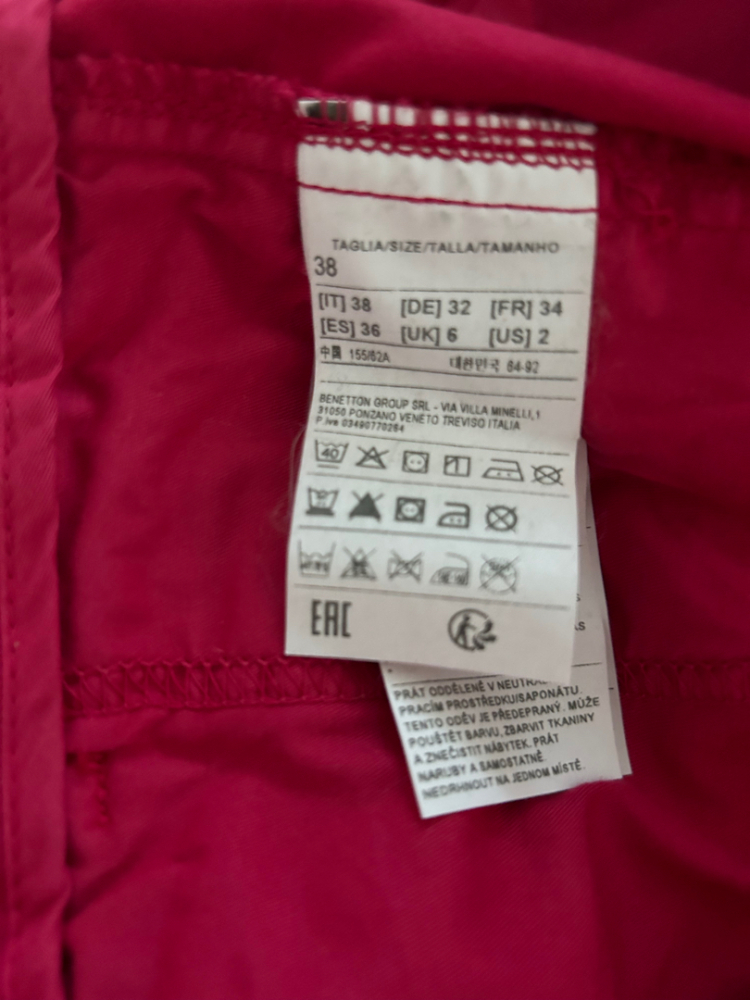 TAGLIA/SIZE/TALLA/TAMANHO
38
[IT] 38 [DE] 32 [FR] 34
[ES] 36 [UK] 6 [US] 2
中国 155/62A 대한민국 84-92
BENETTON GROUP SRL - VIA VILLA MINELLI,1
31050 PONZANO VENETO TREVISO ITALIA
P.Iva 03490770264
40
EAC
PRÁT ODDĚLENĚ V NEUTRÁ
PRACÍM PROSTŘEDKU/SAPONÁTU.
TENTO ODĚV JE PŘEDEPRANÝ. MŮŽE
POUŠTĚT BARVU, ZBARVIT TKANINY
A ZNEČISTIT NÁBYTEK. PRÁT
NARUBY A SAMOSTATNĚ.
NEDRHNOUT NA JEDNOM MÍSTĚ.